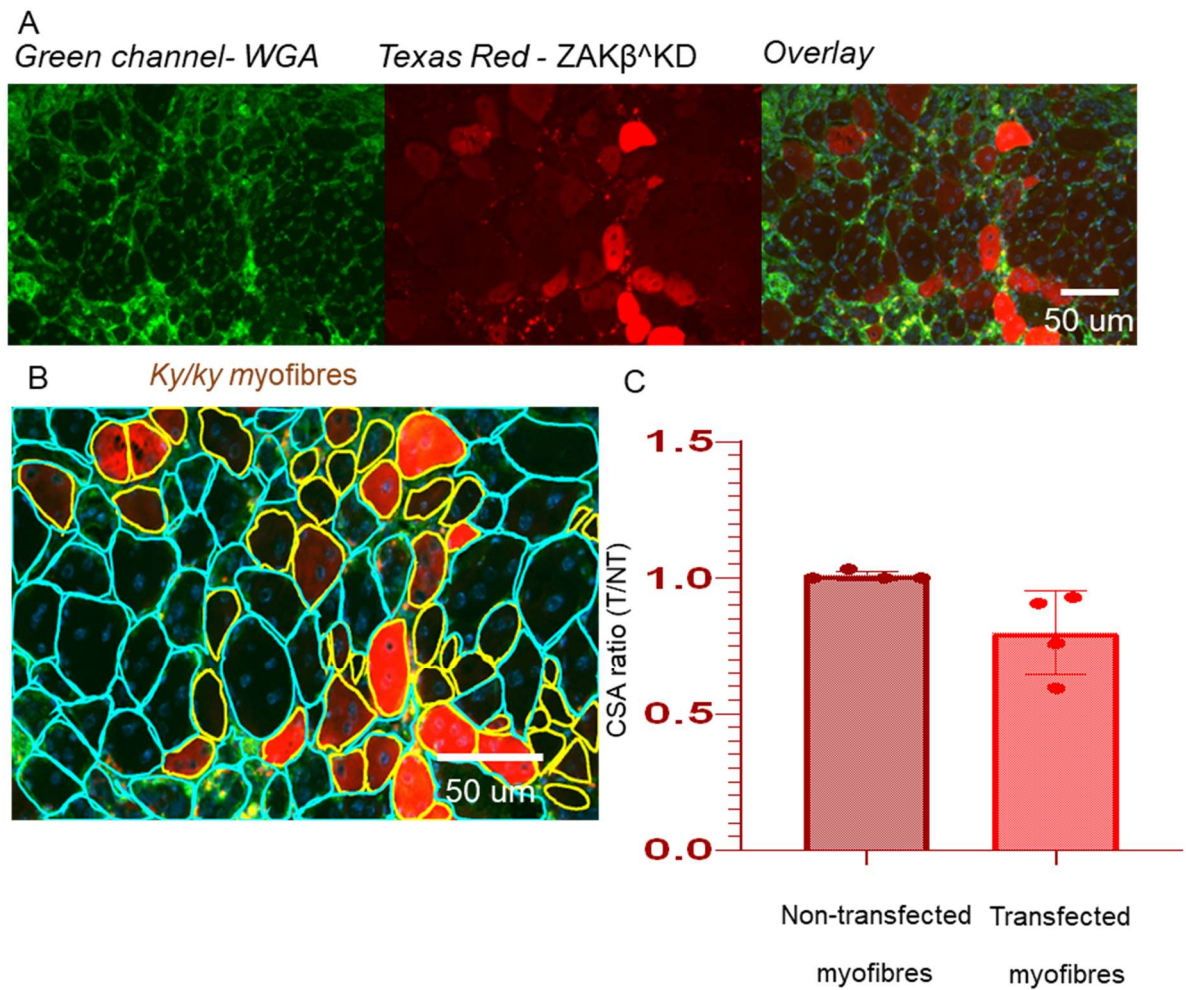 A
Green channel- WGA
Texas Red - ZAKβ^KD
Overlay
50 um
B
Ky/ky myofibres
50 um
C
1.5
1.0
0.5
0.0
CSA ratio (T/NT)
Non-transfected
myofibres
Transfected
myofibres